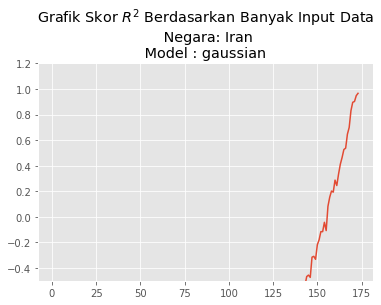 Grafik Skor R² Berdasarkan Banyak Input Data
Negara: Iran
Model : gaussian
1.2
1.0
0.8
0.6
0.4
0.2
0.0
−0.2
−0.4
0 25 50 75 100 125 150 175